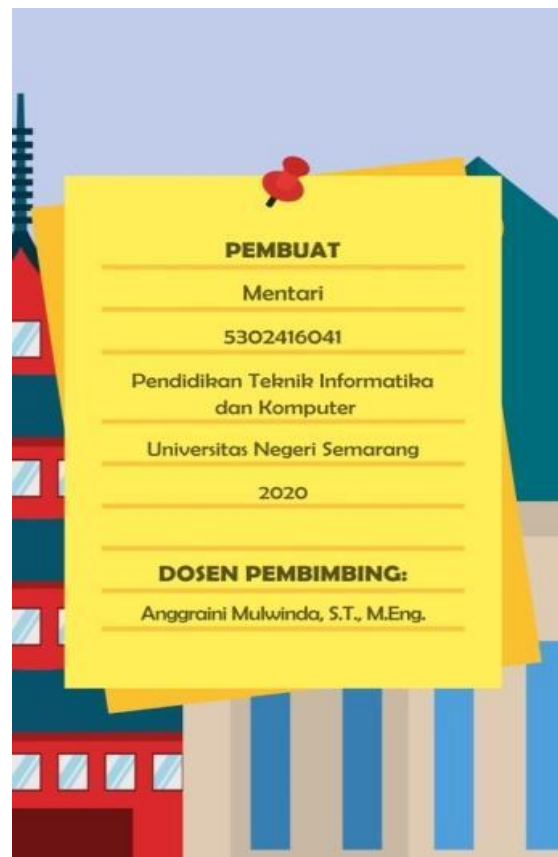 PEMBUAT
Mentari
5302416041
Pendidikan Teknik Informatika
dan Komputer
Universitas Negeri Semarang
2020
DOSEN PEMBIMBING:
Anggraini Mulwinda, S.T., M.Eng.